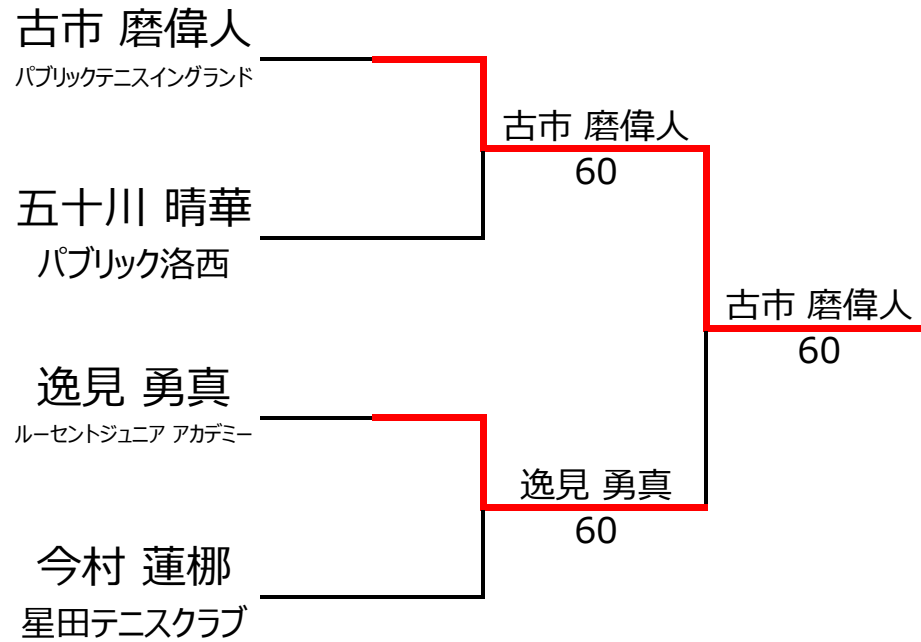 古市 磨偉人
パブリックテニスイングランド
古市 磨偉人
60
五十川 晴華
パブリック洛西
古市 磨偉人
60
逸見 勇真
ルーセントジュニア アカデミー
逸見 勇真
60
今村 蓮梛
星田テニスクラブ